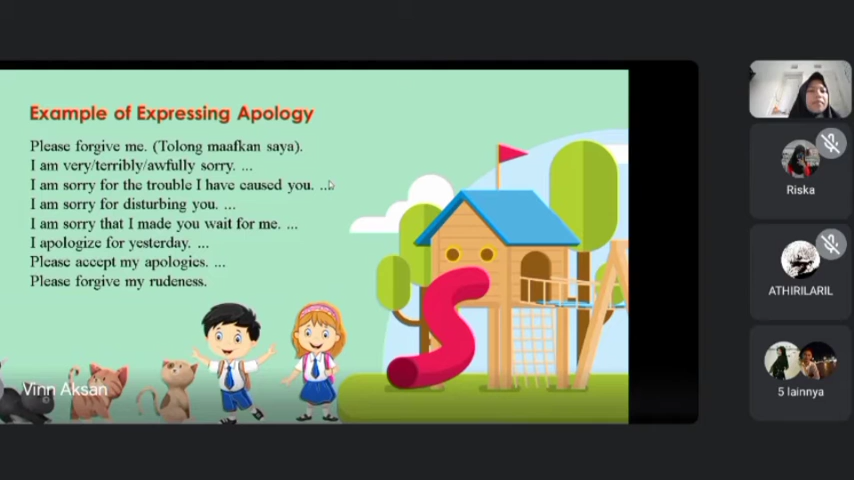 Example of Expressing Apology
Please forgive me. (Tolong maafkan saya).
I am very/terribly/awfully sorry. ...
I am sorry for the trouble I have caused you. ...
I am sorry for disturbing you. ...
I am sorry that I made you wait for me. ...
I apologize for yesterday. ...
Please accept my apologies. ...
Please forgive my rudeness.
Vinn Aksan
Riska
ATHIRILARIL
5 lainnya